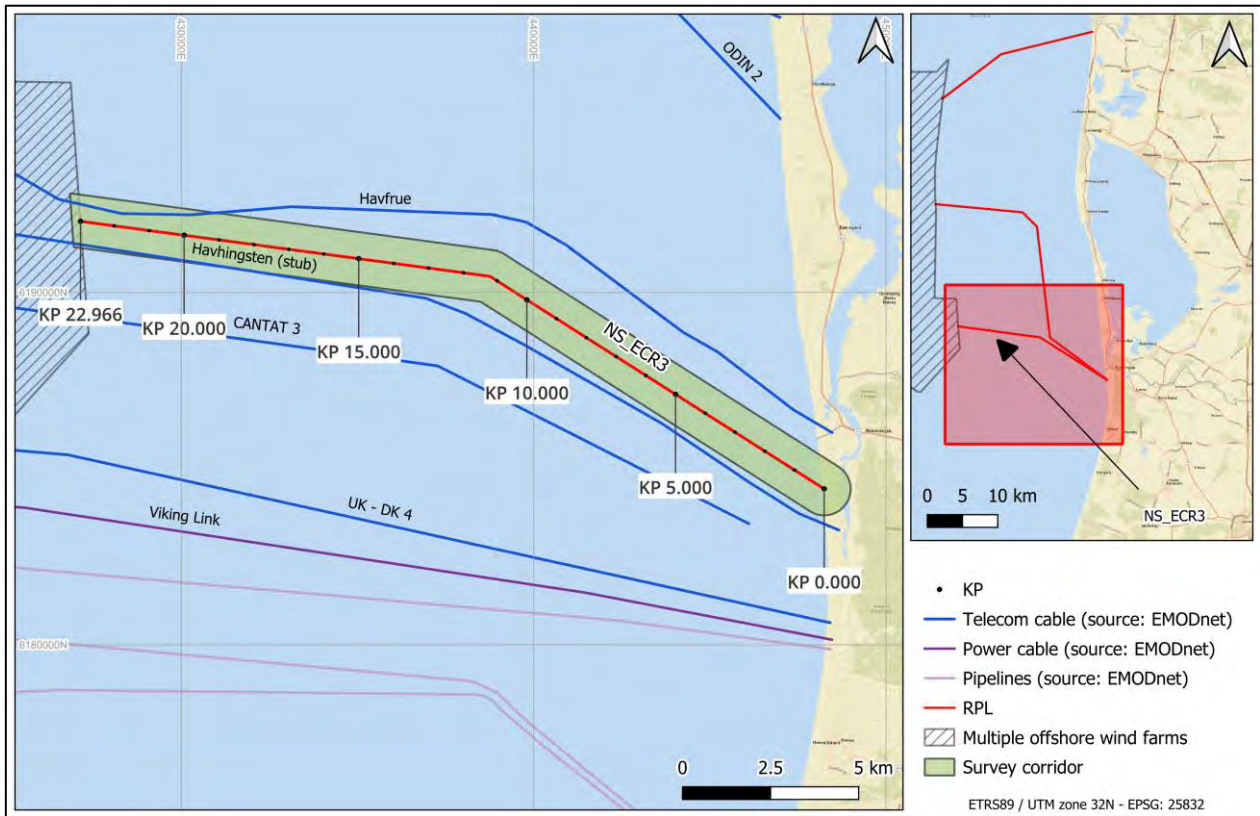 430000E
440000E
450000E
ODIN 2
Havfrue
Havhingsten (stub)
6190000N
KP 22.966
KP 20.000
CANTAT 3
KP 15.000
NS_ECR3
KP 10.000
KP 5.000
UK - DK 4
Viking Link
KP 0.000
6180000N
0 2.5 5 km
0 5 10 km
NS_ECR3
KP
Telecom cable (source: EMODnet)
Power cable (source: EMODnet)
Pipelines (source: EMODnet)
RPL
Multiple offshore wind farms
Survey corridor
ETRS89 / UTM zone 32N - EPSG: 25832